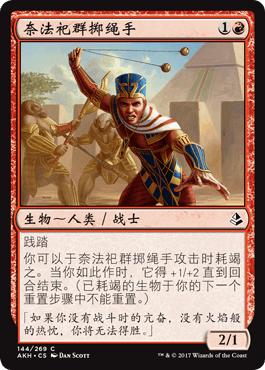 奈法祀群掷绳手 1
生物～人类／战士
践踏
你可以于奈法祀群掷绳手攻击时耗竭
之。当你如此作时，它得+1/+2直到回
合结束。（已耗竭的生物于你的下一个
重置步骤中不能重置。）
「如果你没有战斗时的亢奋，没有火焰般
的热忱，你将无法得胜。」
2/1
144/269 C
AKH • CS DAN SCOTT
™ & © 2017 Wizards of the Coast